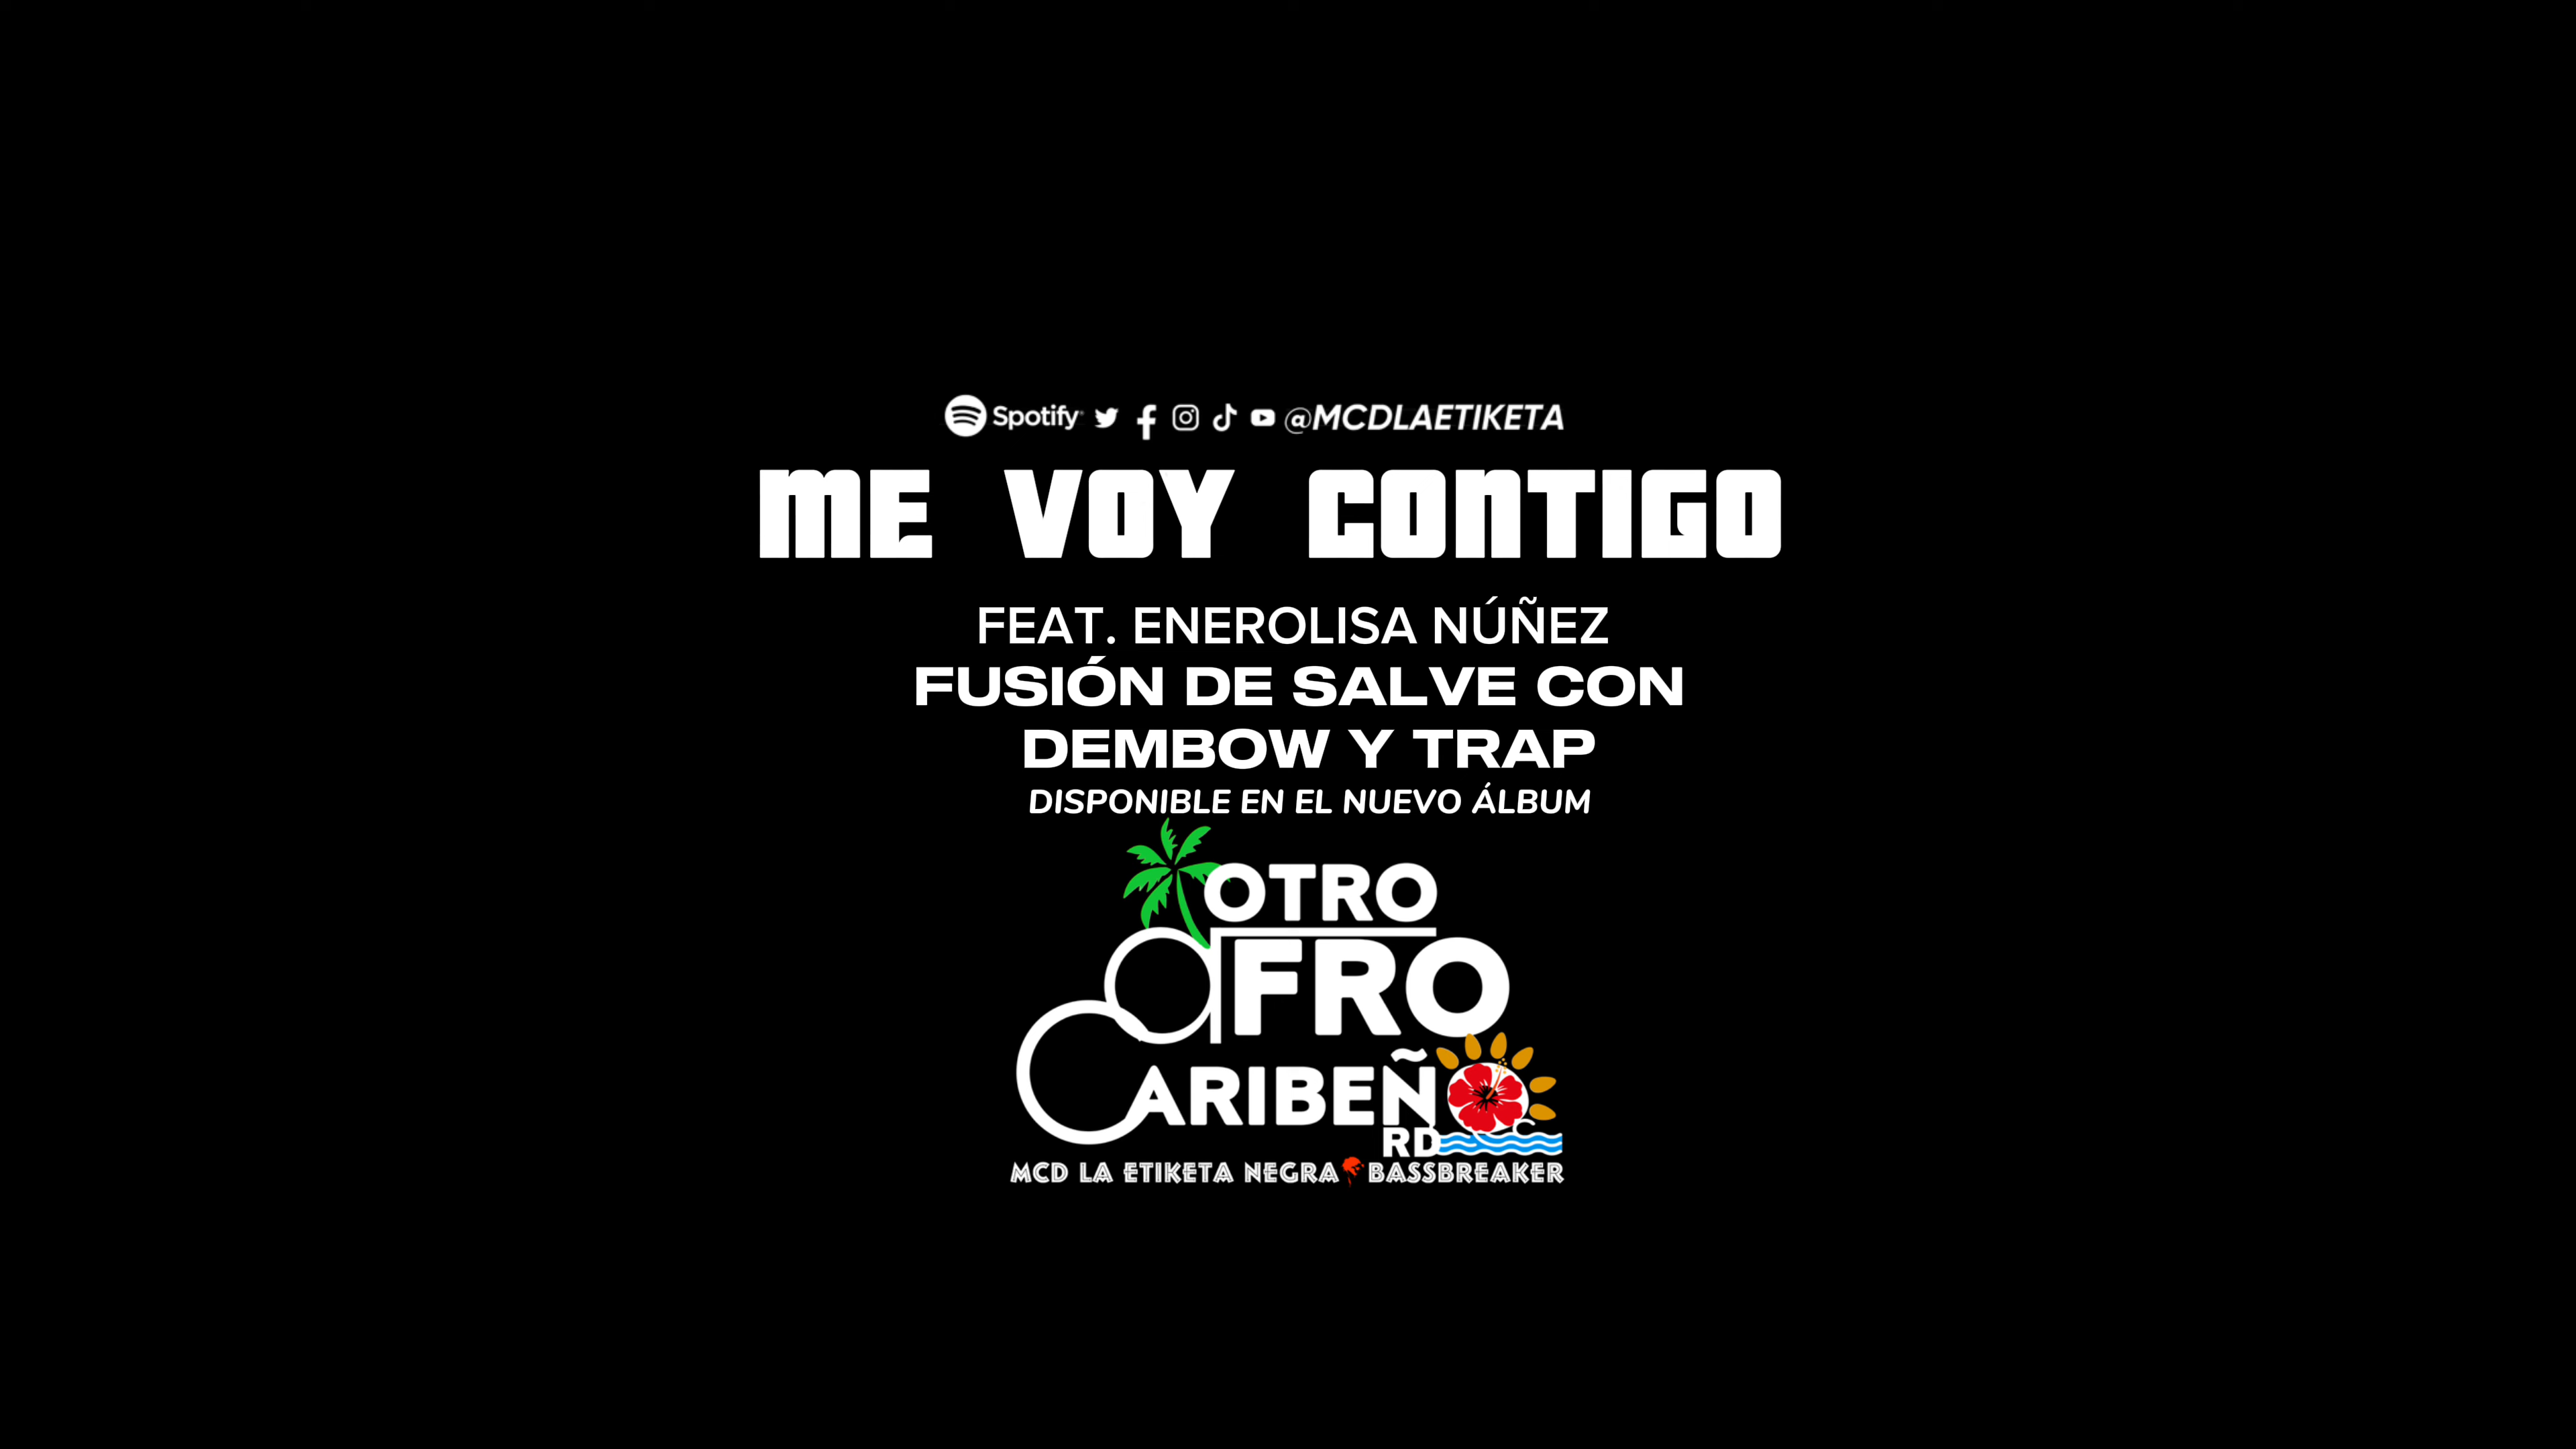 Spotify @MCDLAETIKETA
ME VOY CONTIGO
FEAT. ENEROLISA NÚÑEZ
FUSIÓN DE SALVE CON
DEMBOW Y TRAP
DISPONIBLE EN EL NUEVO ÁLBUM
OTRO
AFRO
CARIBEÑO
RD
MCD LA ETIKETA NEGRA BASSBREAKER